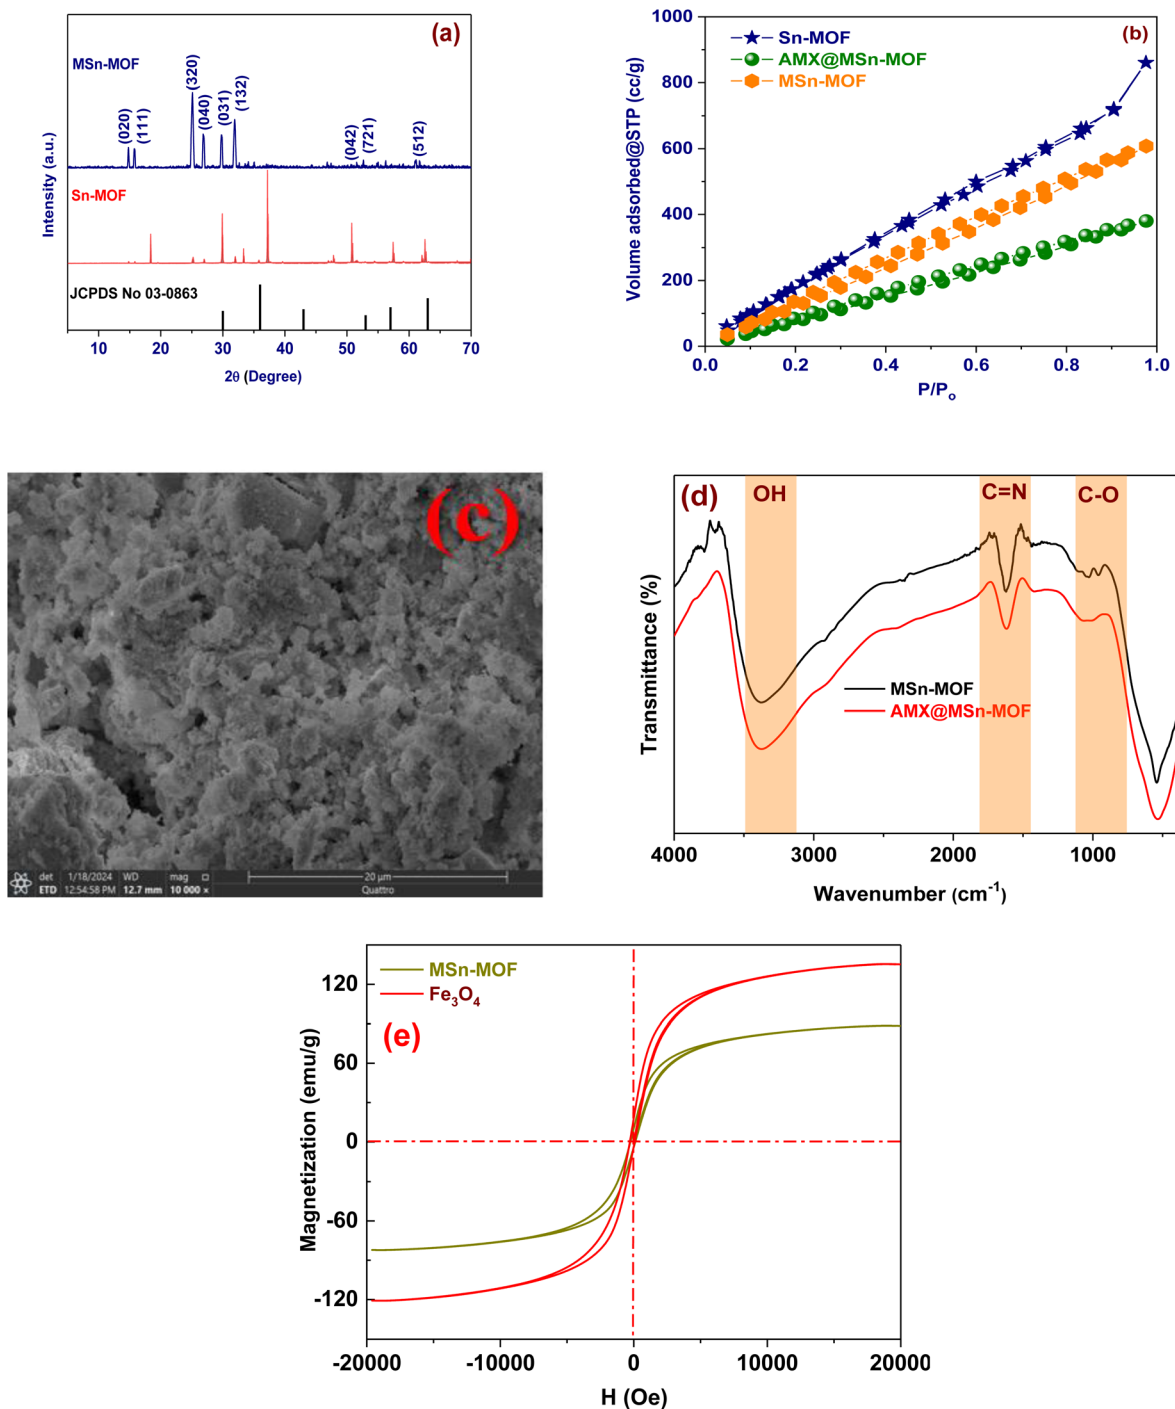 (a)
MSn-MOF
(020)
(111)
(320)
(040)
(031)
(132)
(042)
(721)
(512)
Sn-MOF
JCPDS No 03-0863
Intensity (a.u.)
10 20 30 40 50 60 70
2θ (Degree)
(b)
Sn-MOF
AMX@MSn-MOF
MSn-MOF
Volume adsorbed@STP (cc/g)
1000
800
600
400
200
0
0.0 0.2 0.4 0.6 0.8 1.0
P/Po
(c)
det 1/18/2024 WD mag 20 µm
ETD 12:54:58 PM 12.7 mm 10 000 × Quattro
(d)
OH
C=N
C-O
Transmittance (%)
MSn-MOF
AMX@MSn-MOF
4000 3000 2000 1000
Wavenumber (cm⁻¹)
MSn-MOF
Fe₃O₄
(e)
Magnetization (emu/g)
120
60
0
-60
-120
-20000 -10000 0 10000 20000
H (Oe)